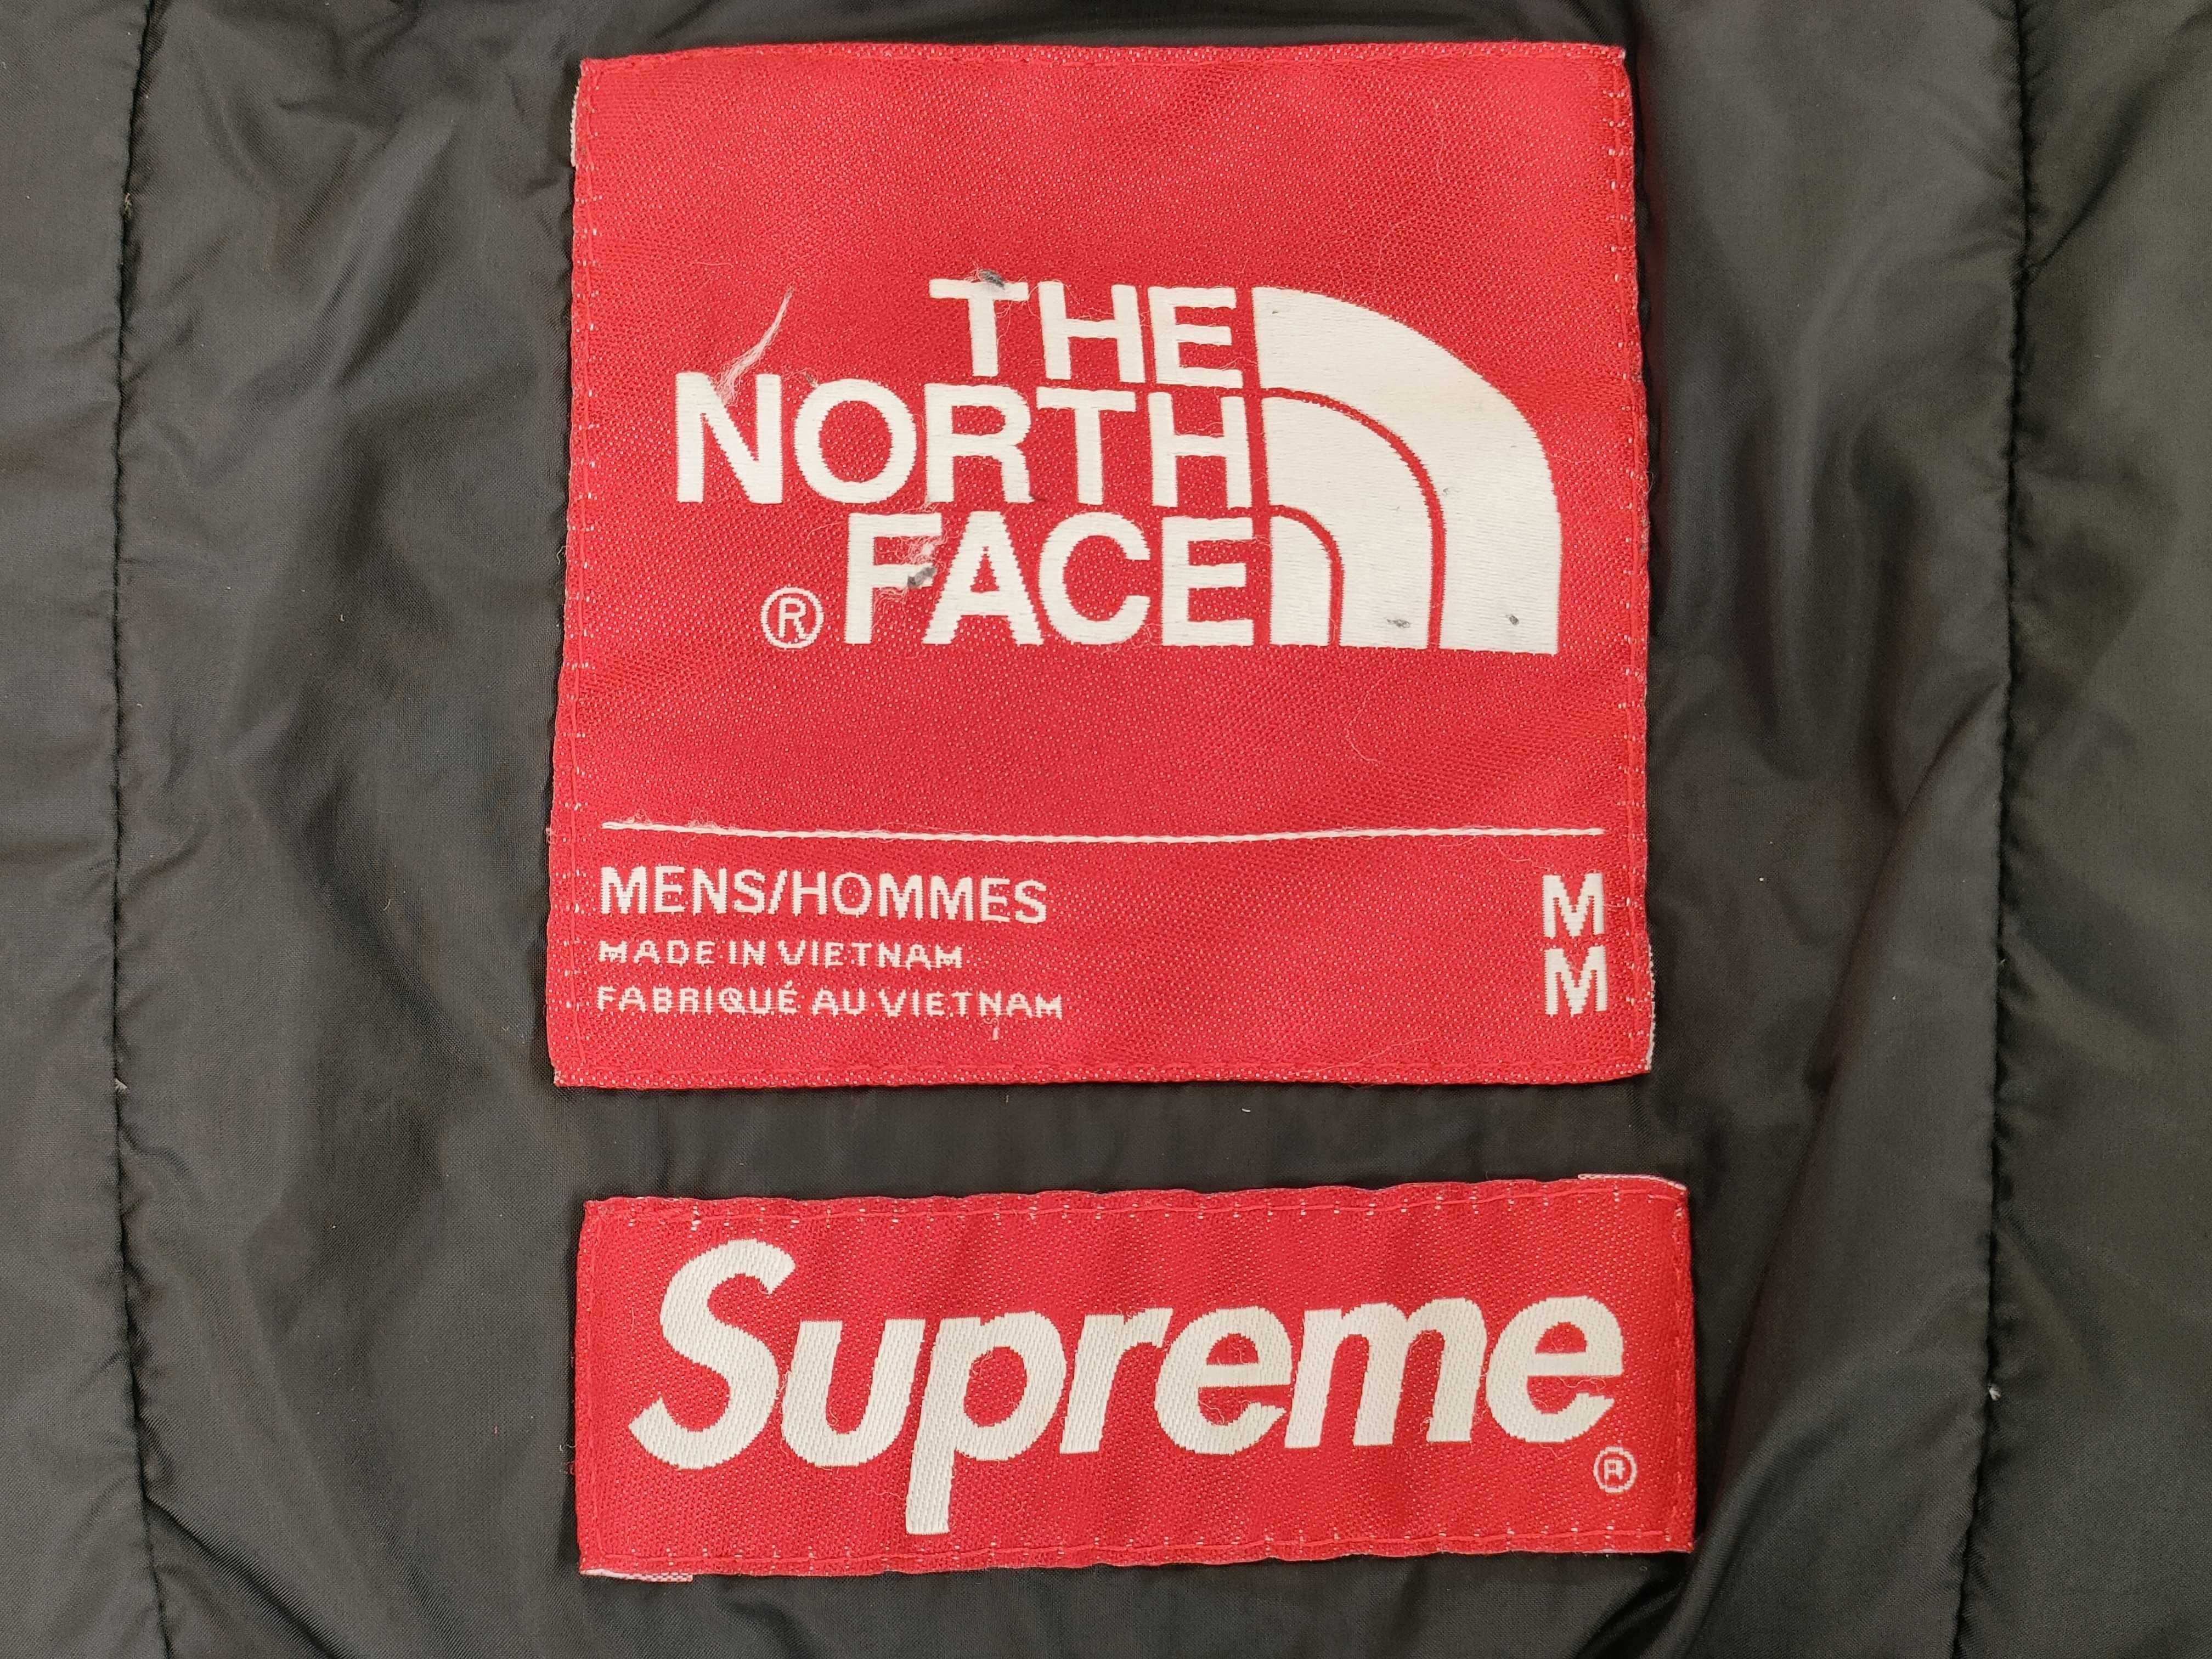 THE
NORTH
® FACE
MENS/HOMMES M
MADE IN VIETNAM
FABRIQUÉ AU VIETNAM M
Supreme ®